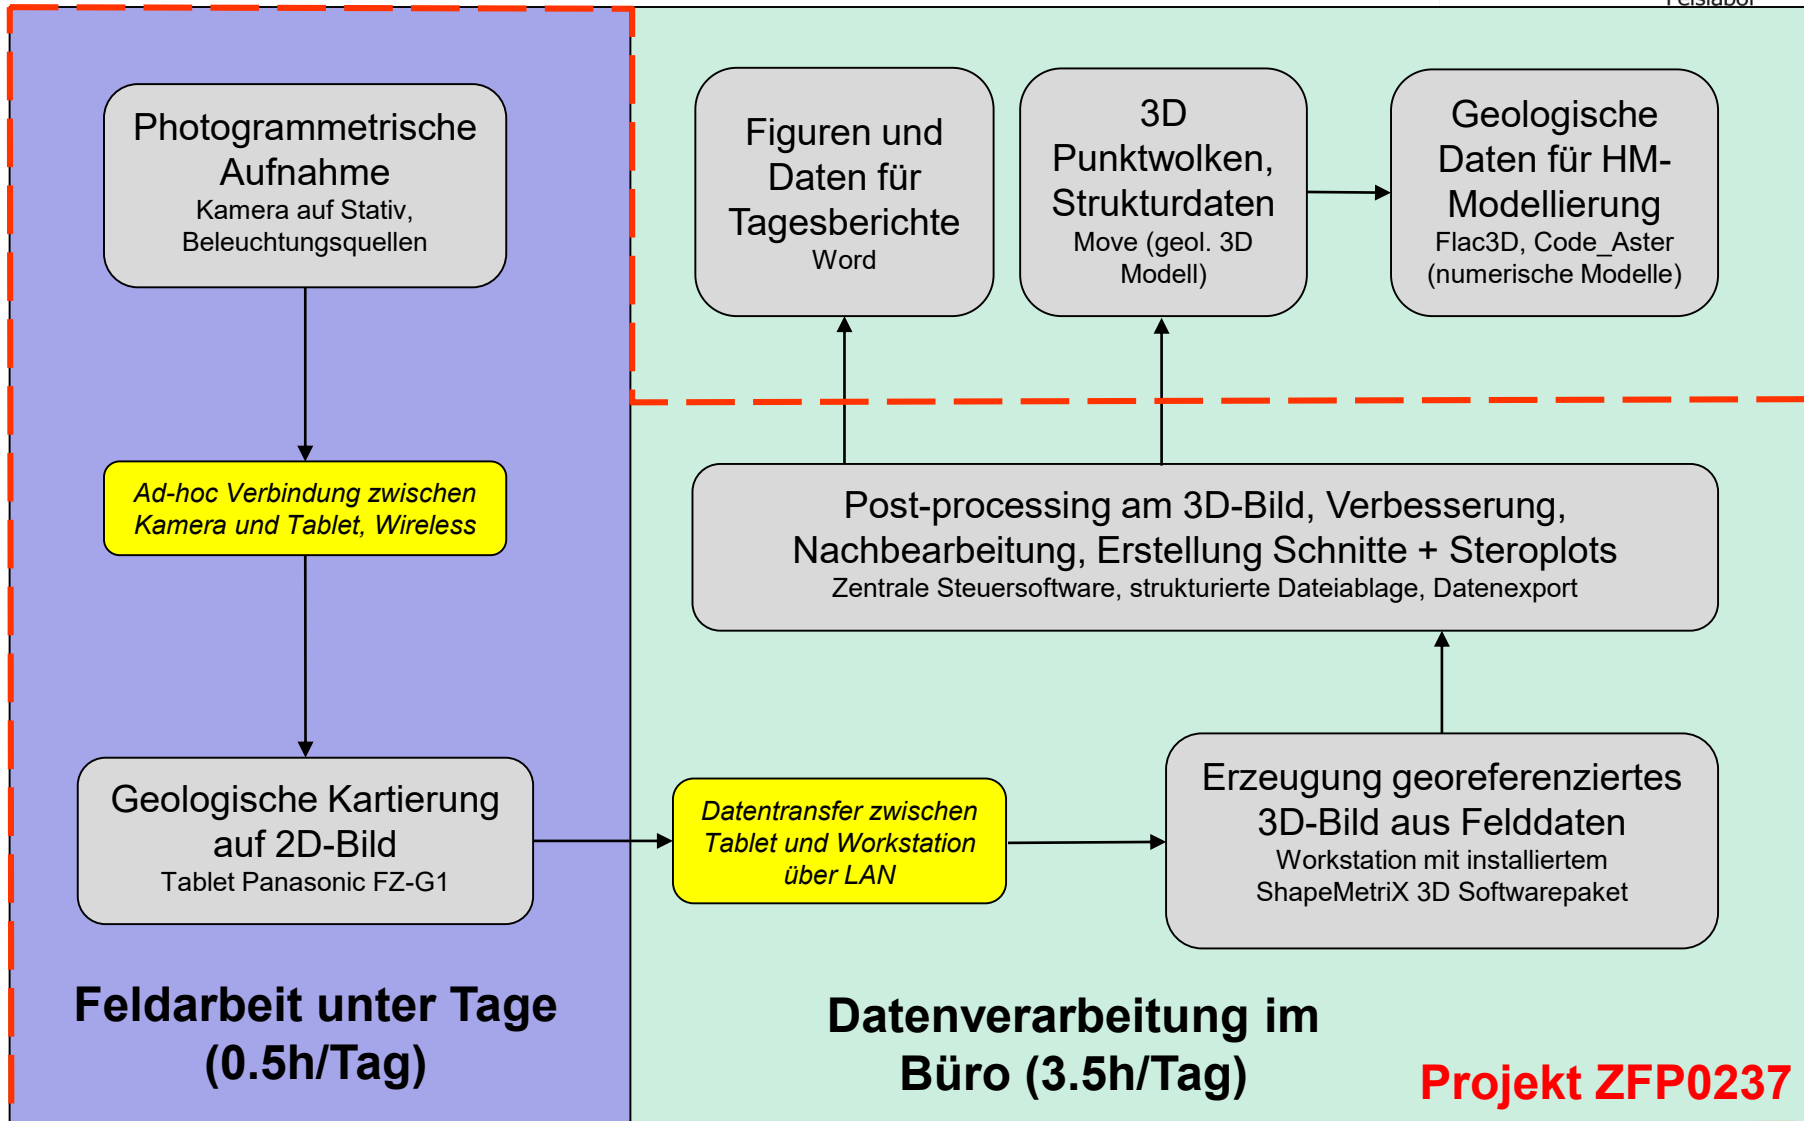 Photogrammetrische
Aufnahme
Kamera auf Stativ,
Beleuchtungsquellen
Ad-hoc Verbindung zwischen
Kamera und Tablet, Wireless
Geologische Kartierung
auf 2D-Bild
Tablet Panasonic FZ-G1
Feldarbeit unter Tage
(0.5h/Tag)
Figuren und
Daten für
Tagesberichte
Word
3D
Punktwolken,
Strukturdaten
Move (geol. 3D
Modell)
Geologische
Daten für HM-
Modellierung
Flac3D, Code_Aster
(numerische Modelle)
Post-processing am 3D-Bild, Verbesserung,
Nachbearbeitung, Erstellung Schnitte + Steroplots
Zentrale Steuersoftware, strukturierte Dateiablage, Datenexport
Datentransfer zwischen
Tablet und Workstation
über LAN
Erzeugung georeferenziertes
3D-Bild aus Felddaten
Workstation mit installiertem
ShapeMetriX 3D Softwarepaket
Datenverarbeitung im
Büro (3.5h/Tag)
Projekt ZFP0237